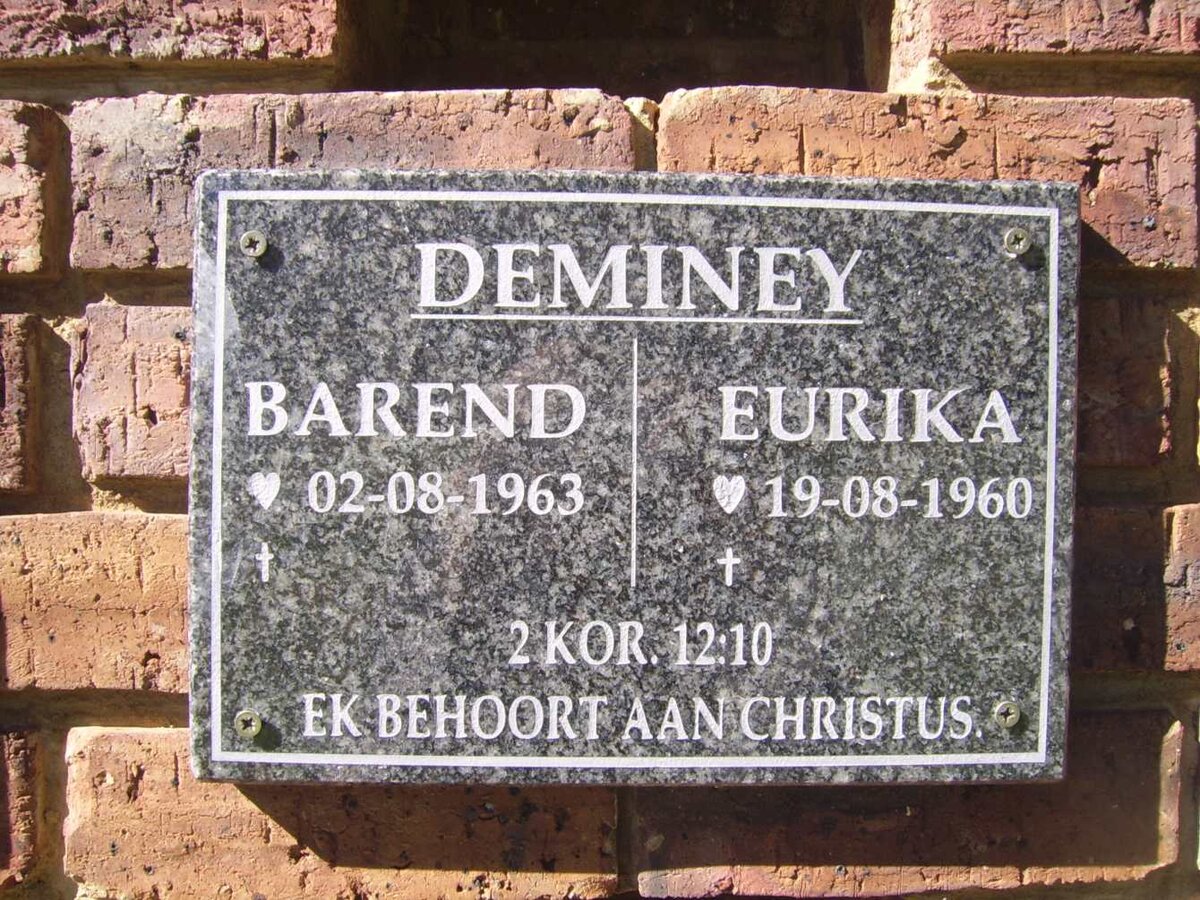 DEMINEY
BAREND
♥ 02-08-1963
✝
EURIKA
♥ 19-08-1960
✝
2 KOR. 12:10
EK BEHOORT AAN CHRISTUS.